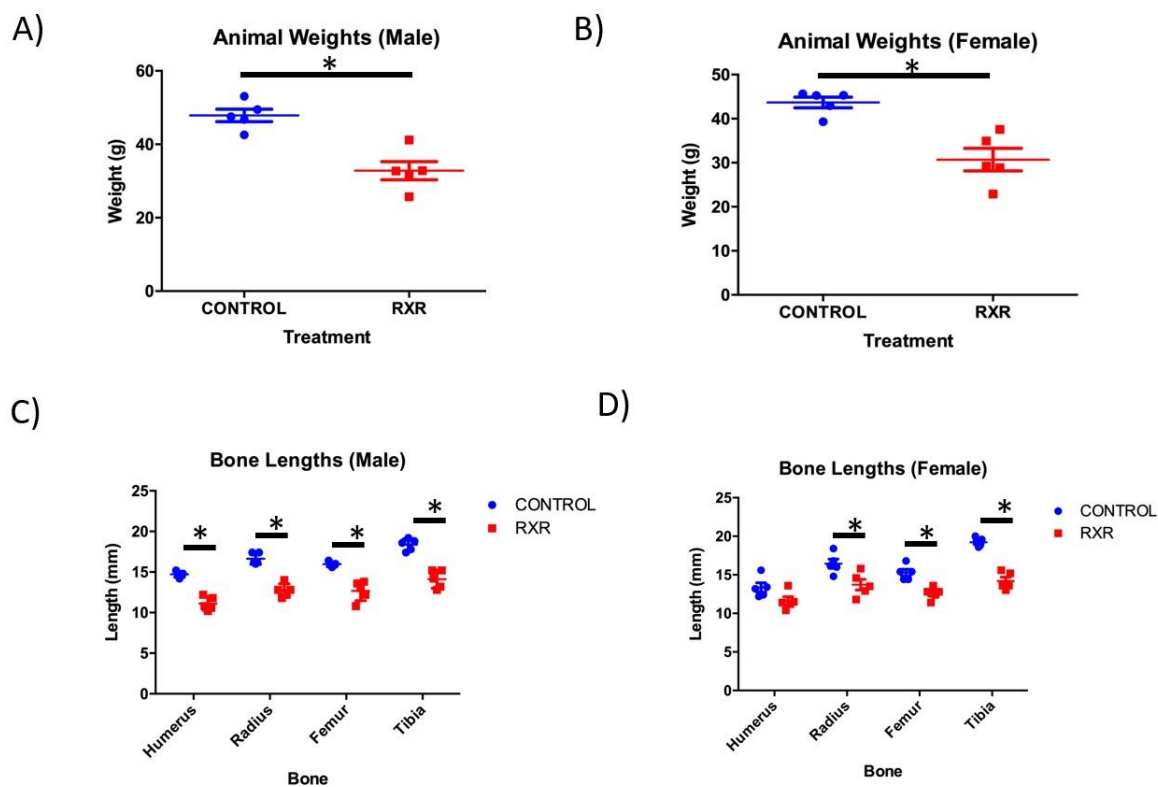 A)
Animal Weights (Male)
*
60
40
20
0
Weight (g)
CONTROL RXR
Treatment
B)
Animal Weights (Female)
*
50
40
30
20
10
0
Weight (g)
CONTROL RXR
Treatment
C)
Bone Lengths (Male)
25
20
15
10
5
0
Length (mm)
* * * *
CONTROL
RXR
Humerus Radius Femur Tibia
Bone
D)
Bone Lengths (Female)
25
20
15
10
5
0
Length (mm)
* * *
CONTROL
RXR
Humerus Radius Femur Tibia
Bone